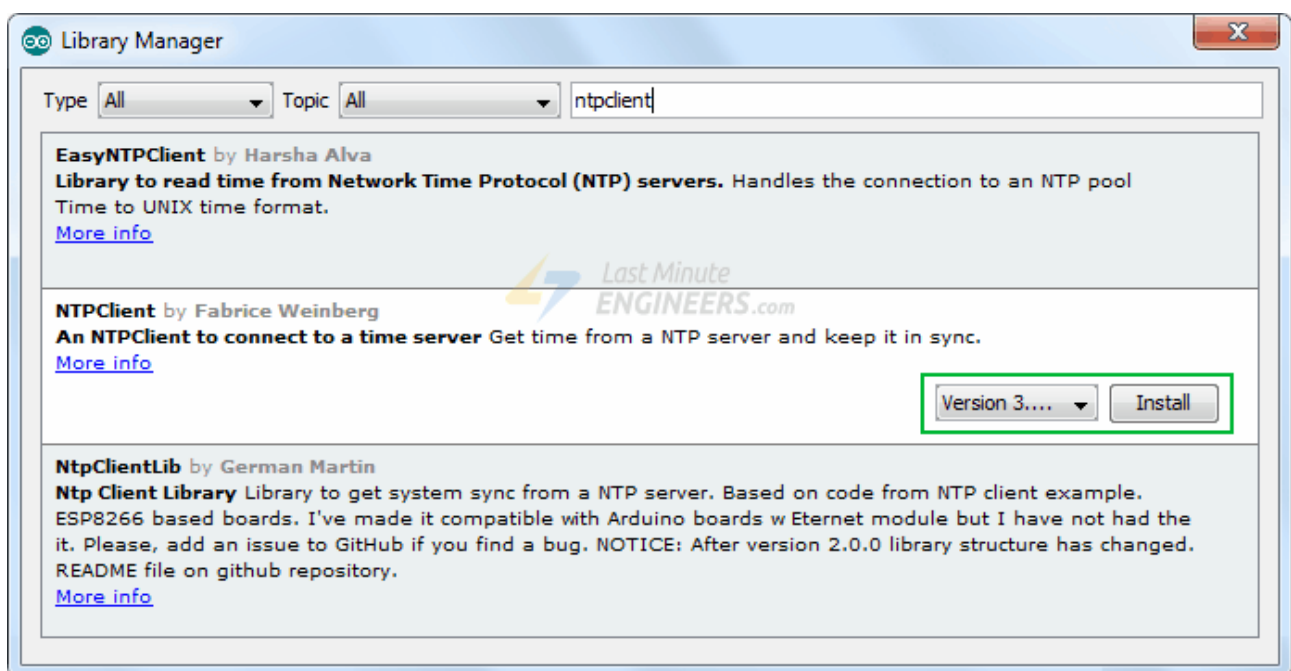 Library Manager
Type All Topic All ntpclient
EasyNTPClient by Harsha Alva
Library to read time from Network Time Protocol (NTP) servers. Handles the connection to an NTP pool
Time to UNIX time format.
More info
Last Minute
ENGINEERS.com
NTPClient by Fabrice Weinberg
An NTPClient to connect to a time server Get time from a NTP server and keep it in sync.
More info
Version 3.... Install
NtpClientLib by German Martin
Ntp Client Library Library to get system sync from a NTP server. Based on code from NTP client example.
ESP8266 based boards. I've made it compatible with Arduino boards w Eternet module but I have not had the
it. Please, add an issue to GitHub if you find a bug. NOTICE: After version 2.0.0 library structure has changed.
README file on github repository.
More info